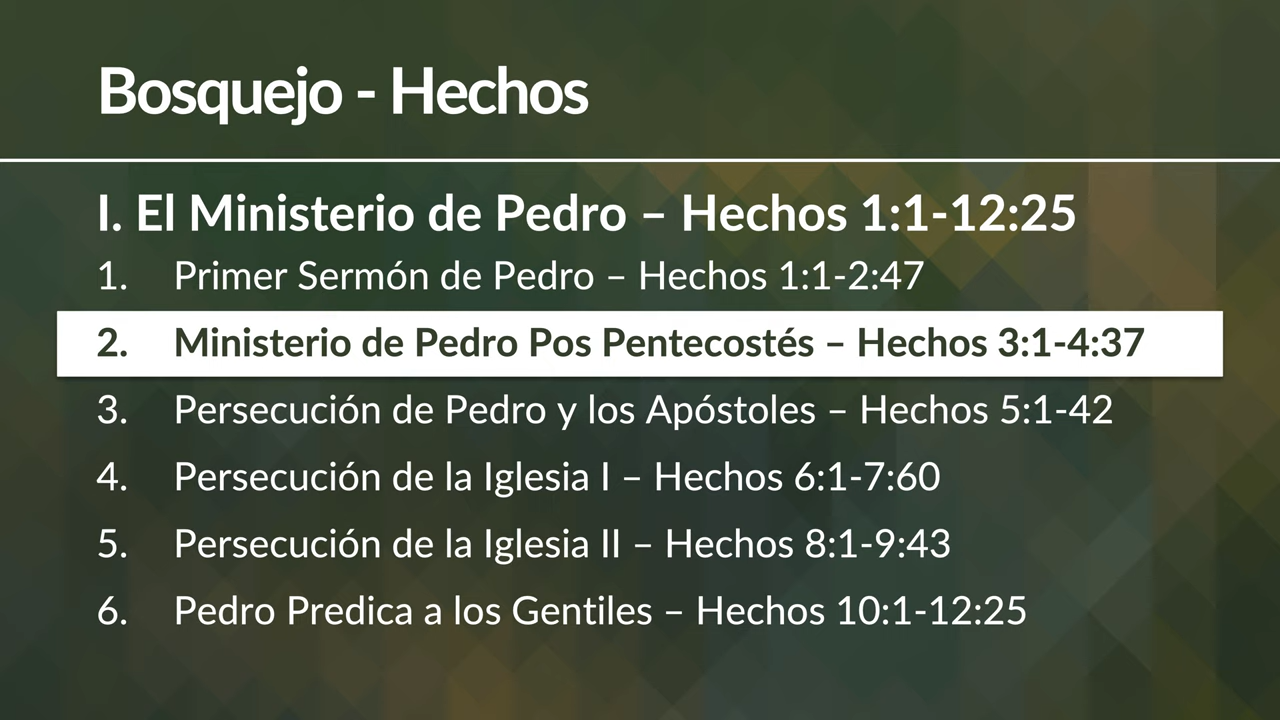 Bosquejo - Hechos
I. El Ministerio de Pedro – Hechos 1:1-12:25
1. Primer Sermón de Pedro – Hechos 1:1-2:47
2. Ministerio de Pedro Pos Pentecostés – Hechos 3:1-4:37
3. Persecución de Pedro y los Apóstoles – Hechos 5:1-42
4. Persecución de la Iglesia I – Hechos 6:1-7:60
5. Persecución de la Iglesia II – Hechos 8:1-9:43
6. Pedro Predica a los Gentiles – Hechos 10:1-12:25